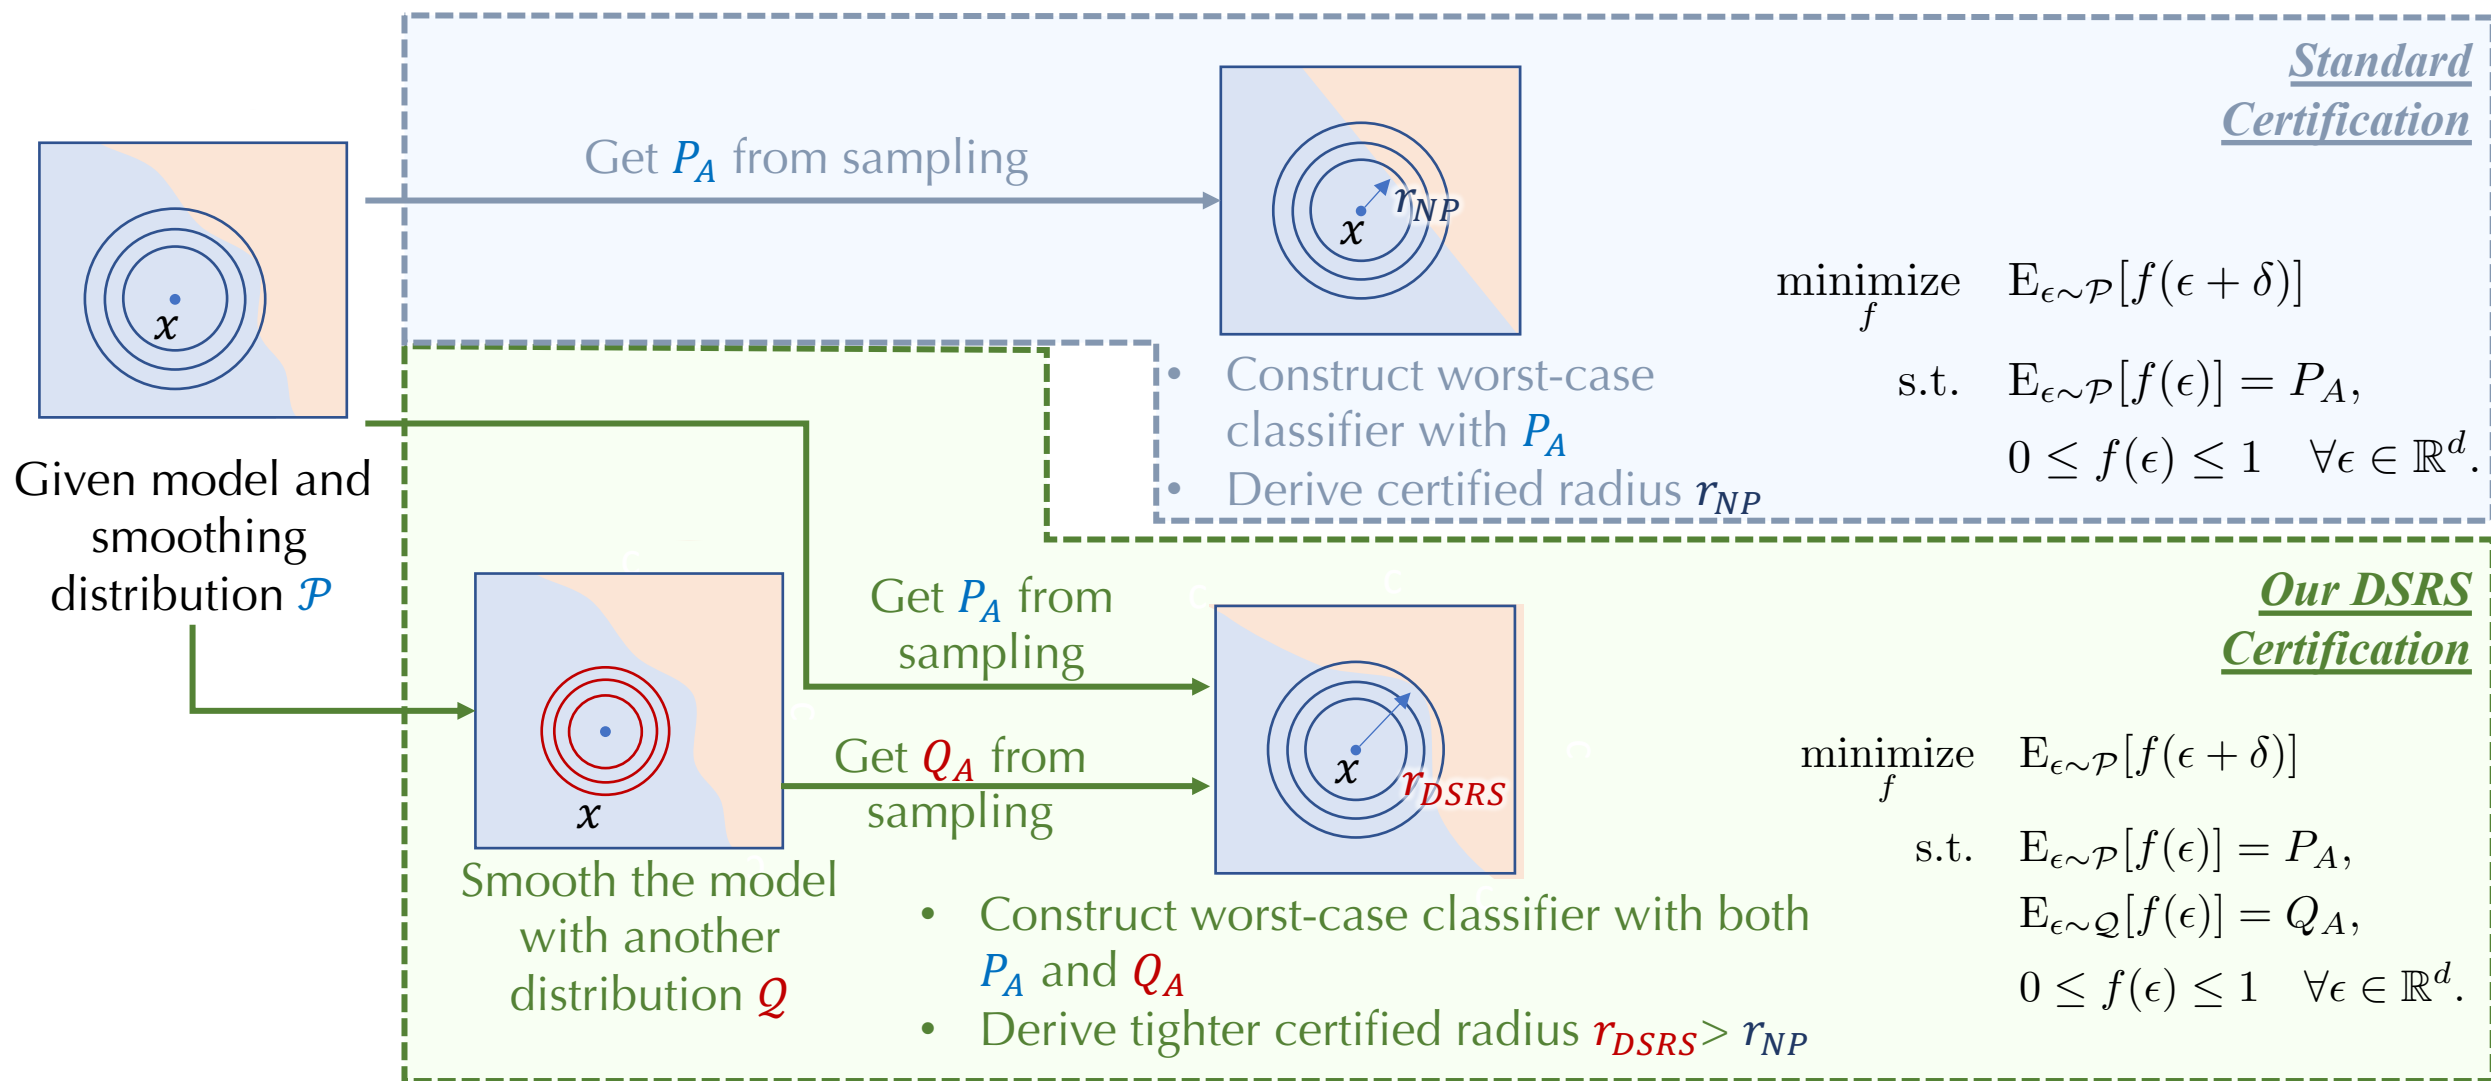 Standard
Certification
Get P_A from sampling
r_NP
x
x
minimize E_{ϵ∼𝒫}[f(ϵ + δ)]
f
s.t. E_{ϵ∼𝒫}[f(ϵ)] = P_A,
0 ≤ f(ϵ) ≤ 1 ∀ϵ ∈ ℝ^d.
• Construct worst-case
classifier with P_A
• Derive certified radius r_NP
Given model and
smoothing
distribution 𝒫
Our DSRS
Certification
Get P_A from
sampling
Get Q_A from
sampling
x
x
r_DSRS
Smooth the model
with another
distribution 𝒬
minimize E_{ϵ∼𝒫}[f(ϵ + δ)]
f
s.t. E_{ϵ∼𝒫}[f(ϵ)] = P_A,
E_{ϵ∼𝒬}[f(ϵ)] = Q_A,
0 ≤ f(ϵ) ≤ 1 ∀ϵ ∈ ℝ^d.
• Construct worst-case classifier with both
P_A and Q_A
• Derive tighter certified radius r_DSRS > r_NP